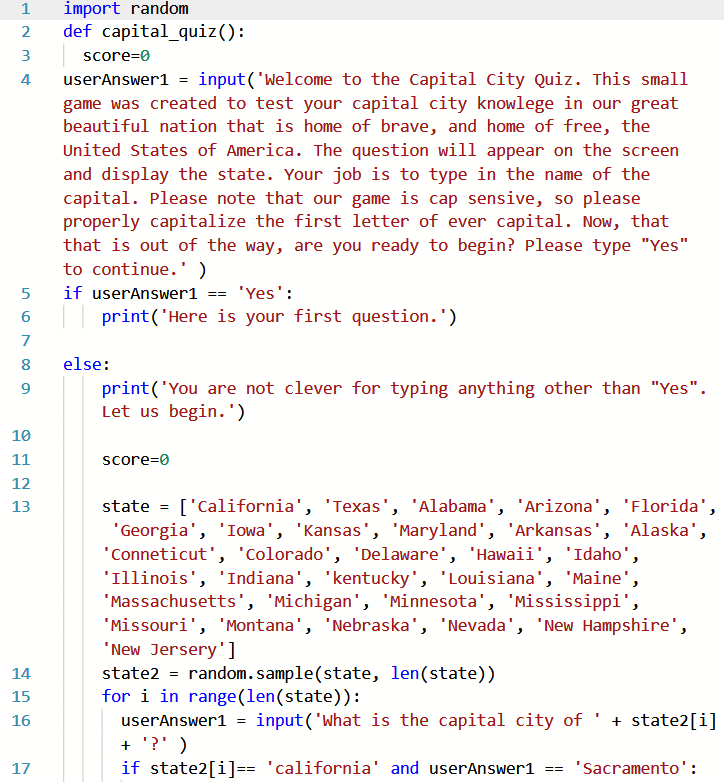 1 import random
2 def capital_quiz():
3 score=0
4 userAnswer1 = input('Welcome to the Capital City Quiz. This small
game was created to test your capital city knowlege in our great
beautiful nation that is home of brave, and home of free, the
United States of America. The question will appear on the screen
and display the state. Your job is to type in the name of the
capital. Please note that our game is cap sensive, so please
properly capitalize the first letter of ever capital. Now, that
that is out of the way, are you ready to begin? Please type "Yes"
to continue.' )
5 if userAnswer1 == 'Yes':
6 print('Here is your first question.')
7
8 else:
9 print('You are not clever for typing anything other than "Yes".
Let us begin.')
10
11 score=0
12
13 state = ['California', 'Texas', 'Alabama', 'Arizona', 'Florida',
'Georgia', 'Iowa', 'Kansas', 'Maryland', 'Arkansas', 'Alaska',
'Conneticut', 'Colorado', 'Delaware', 'Hawaii', 'Idaho',
'Illinois', 'Indiana', 'kentucky', 'Louisiana', 'Maine',
'Massachusetts', 'Michigan', 'Minnesota', 'Mississippi',
'Missouri', 'Montana', 'Nebraska', 'Nevada', 'New Hampshire',
'New Jersery']
14 state2 = random.sample(state, len(state))
15 for i in range(len(state)):
16 userAnswer1 = input('What is the capital city of ' + state2[i]
+ '?' )
17 if state2[i]== 'california' and userAnswer1 == 'Sacramento':